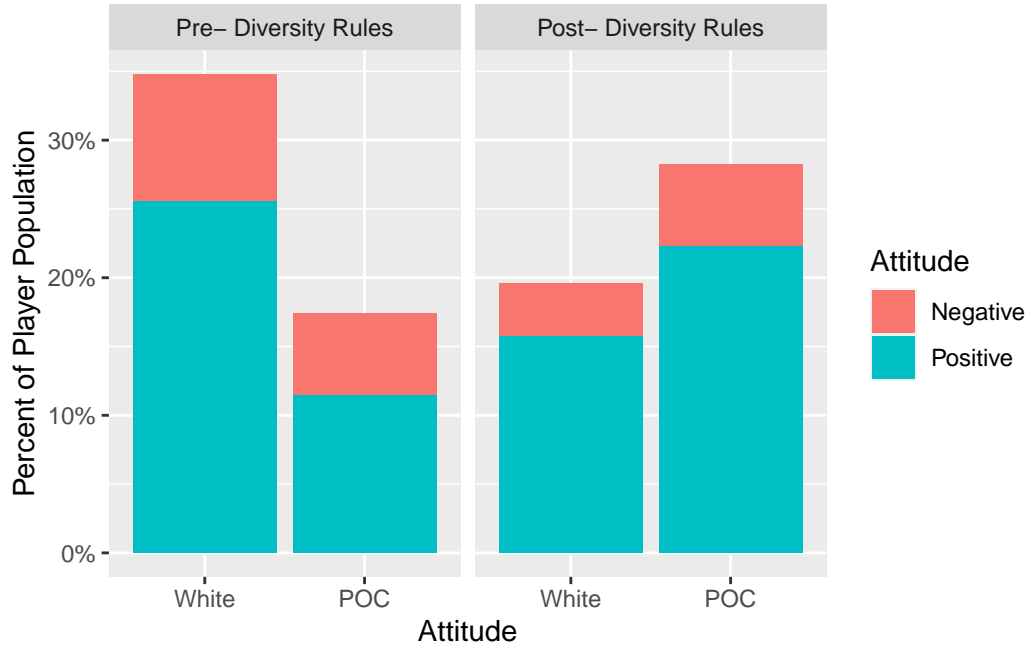 Pre− Diversity Rules
Post− Diversity Rules
Percent of Player Population
30%
20%
10%
0%
White
POC
White
POC
Attitude
Attitude
Negative
Positive